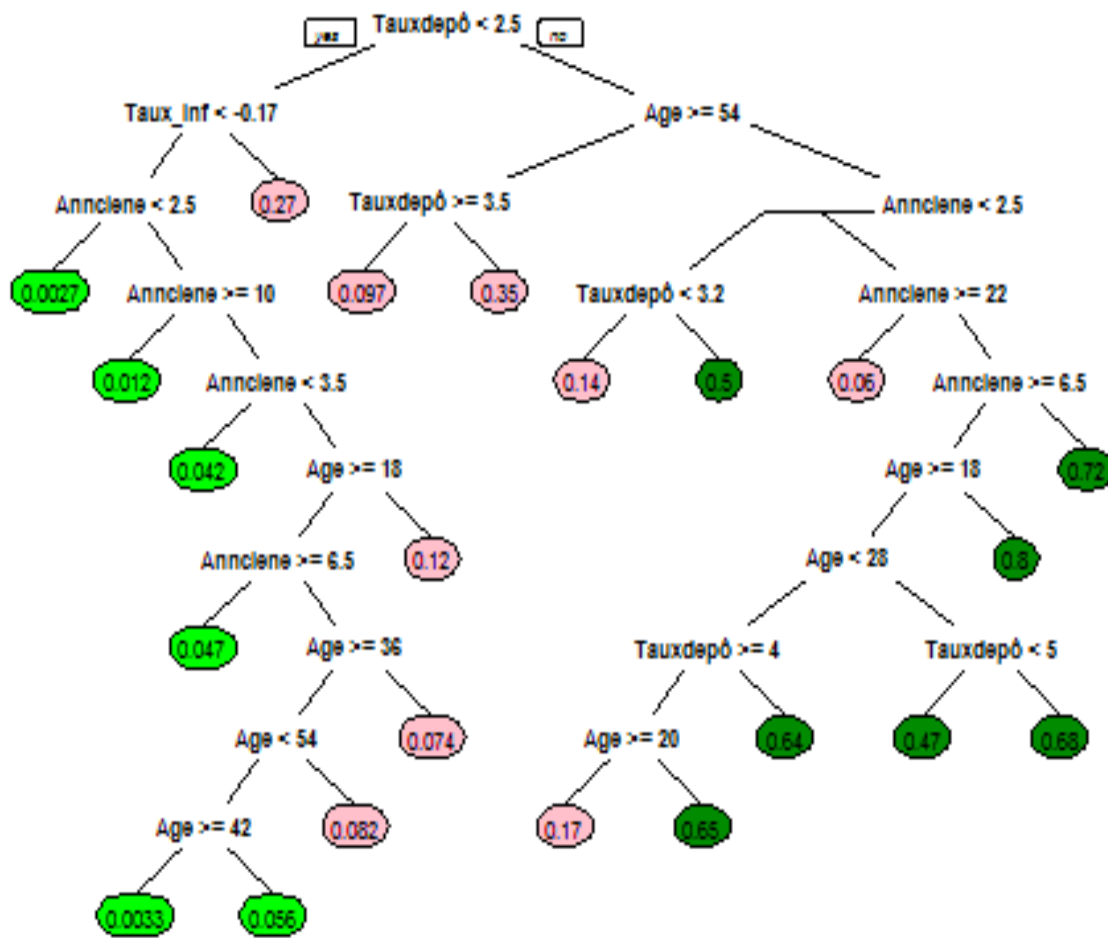 Tauxdepô < 2.5
yes
no
Taux_Inf < -0.17
Age >= 54
Annciene < 2.5
0.27
Tauxdepô >= 3.5
Annciene < 2.5
0.0027
Annciene >= 10
0.097
0.35
Tauxdepô < 3.2
Annciene >= 22
0.012
Annciene < 3.5
0.14
0.5
0.06
Annciene >= 6.5
0.042
Age >= 18
Age >= 18
0.72
Annciene >= 6.5
0.12
Age < 28
0.8
0.047
Age >= 36
Tauxdepô >= 4
Tauxdepô < 5
Age < 54
0.074
Age >= 20
0.64
0.47
0.68
Age >= 42
0.082
0.17
0.65
0.0033
0.056